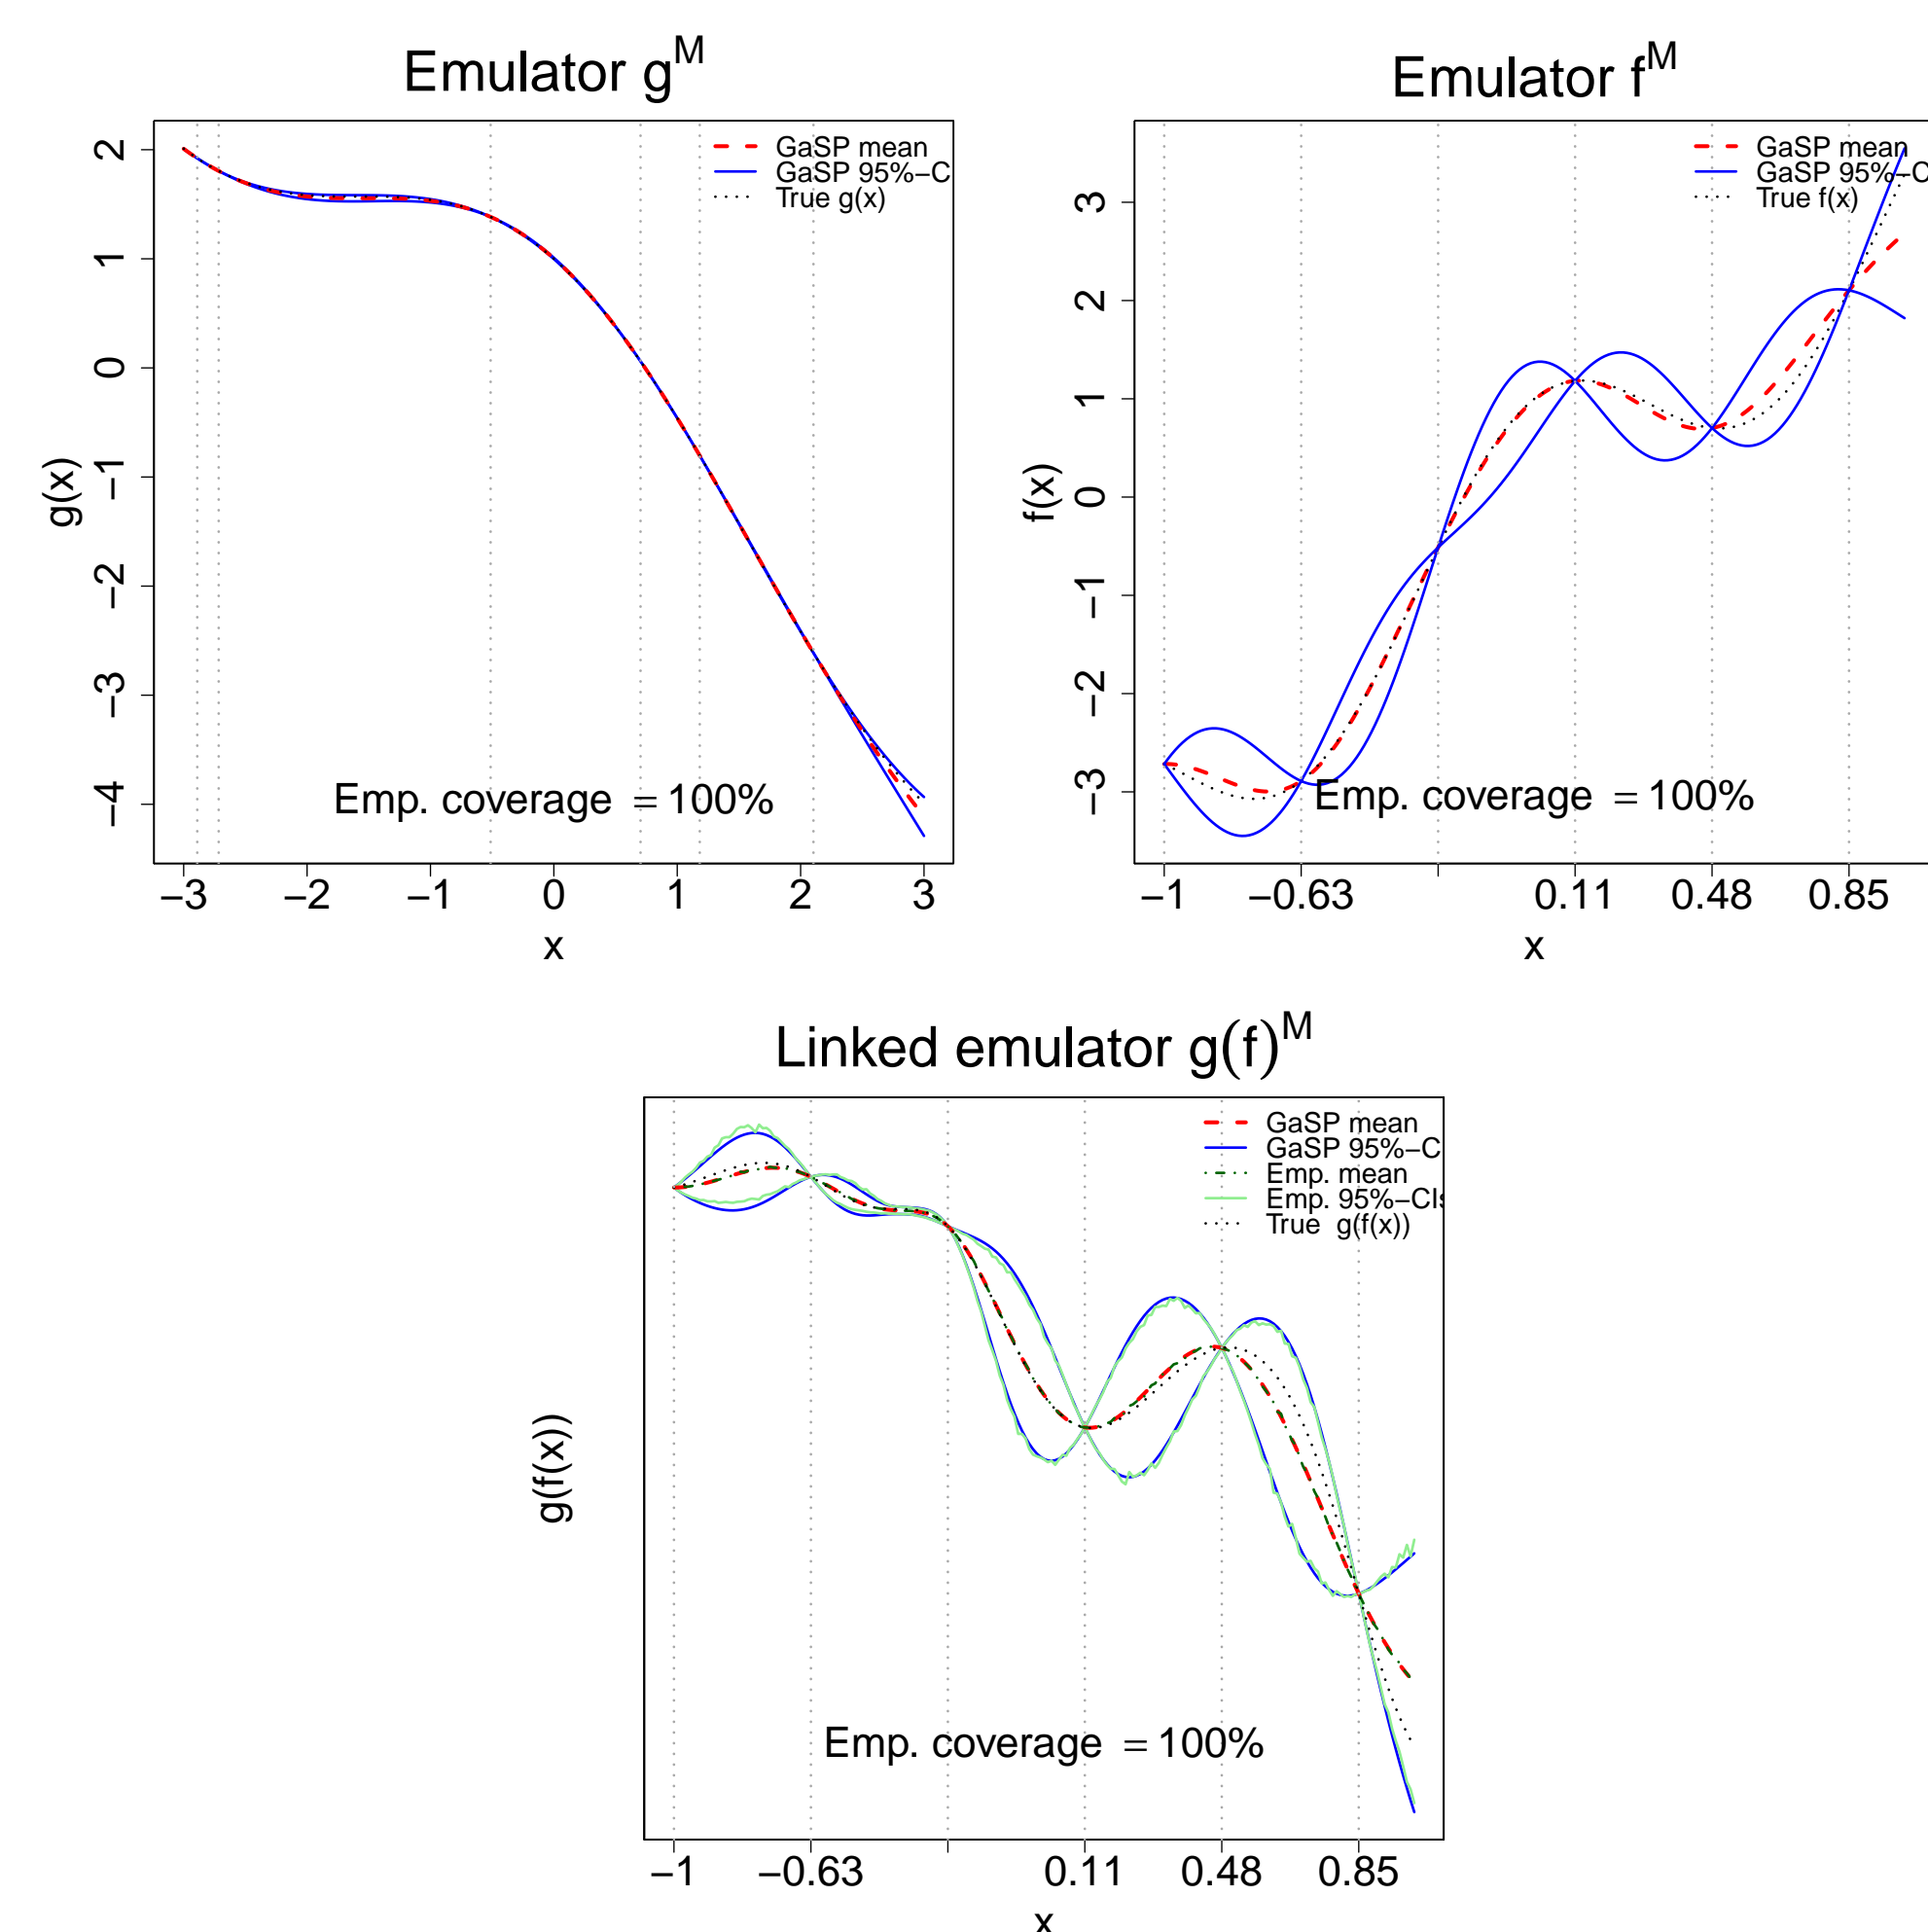 Emulator g^M
GaSP mean
GaSP 95%−C
True g(x)
2
1
0
−1
−2
−3
−4
g(x)
Emp. coverage = 100%
−3 −2 −1 0 1 2 3
x
Emulator f^M
GaSP mean
GaSP 95%−C
True f(x)
3
2
1
0
−1
−2
−3
f(x)
Emp. coverage = 100%
−1 −0.63 0.11 0.48 0.85
x
Linked emulator g(f)^M
GaSP mean
GaSP 95%−C
Emp. mean
Emp. 95%−CIs
True g(f(x))
g(f(x))
Emp. coverage = 100%
−1 −0.63 0.11 0.48 0.85
x